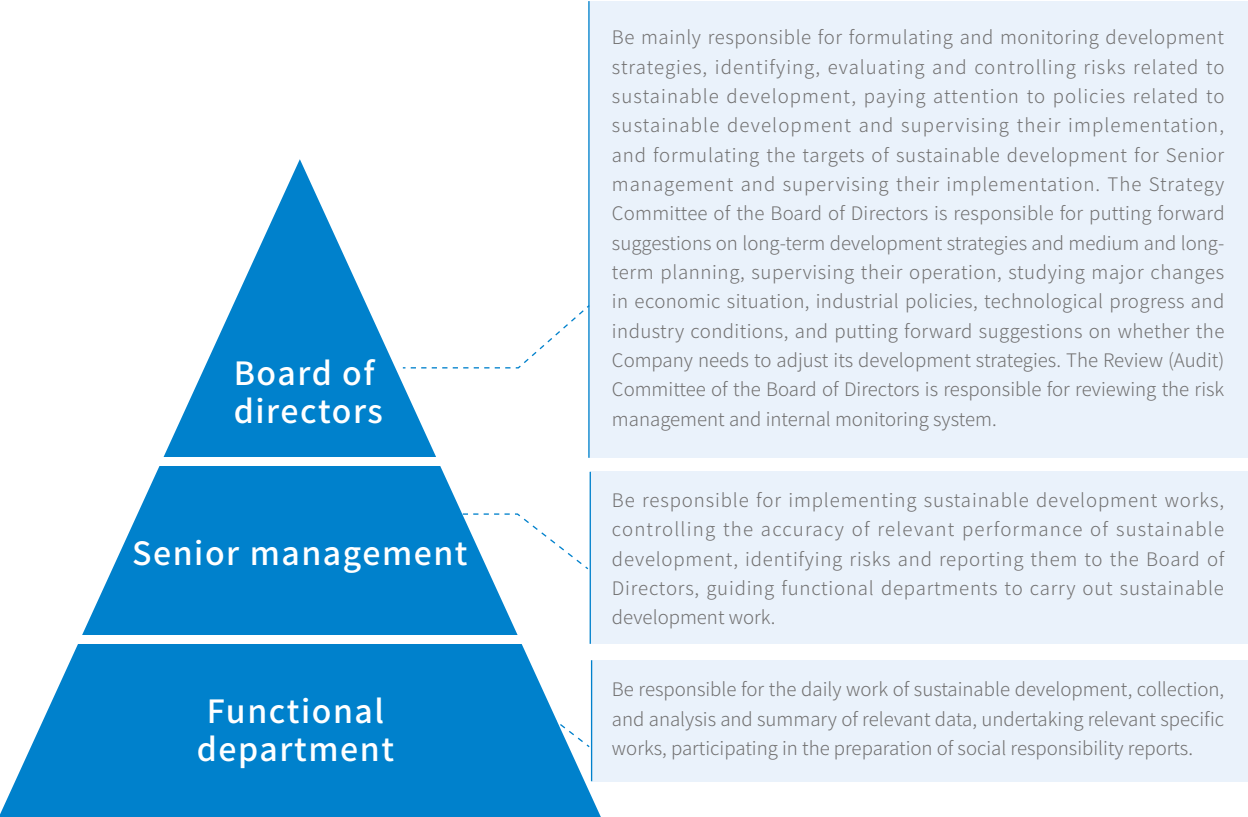 Be mainly responsible for formulating and monitoring development
strategies, identifying, evaluating and controlling risks related to
sustainable development, paying attention to policies related to
sustainable development and supervising their implementation,
and formulating the targets of sustainable development for Senior
management and supervising their implementation. The Strategy
Committee of the Board of Directors is responsible for putting forward
suggestions on long-term development strategies and medium and long-
term planning, supervising their operation, studying major changes
in economic situation, industrial policies, technological progress and
industry conditions, and putting forward suggestions on whether the
Company needs to adjust its development strategies. The Review (Audit)
Committee of the Board of Directors is responsible for reviewing the risk
management and internal monitoring system.
Board of
directors
Be responsible for implementing sustainable development works,
controlling the accuracy of relevant performance of sustainable
development, identifying risks and reporting them to the Board of
Directors, guiding functional departments to carry out sustainable
development work.
Senior management
Be responsible for the daily work of sustainable development, collection,
and analysis and summary of relevant data, undertaking relevant specific
works, participating in the preparation of social responsibility reports.
Functional
department